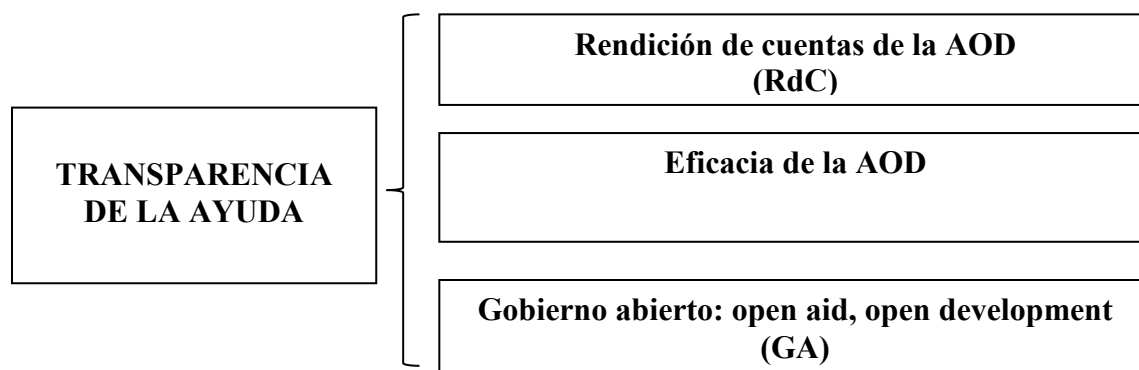 TRANSPARENCIA
DE LA AYUDA
Rendición de cuentas de la AOD
(RdC)
Eficacia de la AOD
Gobierno abierto: open aid, open development
(GA)